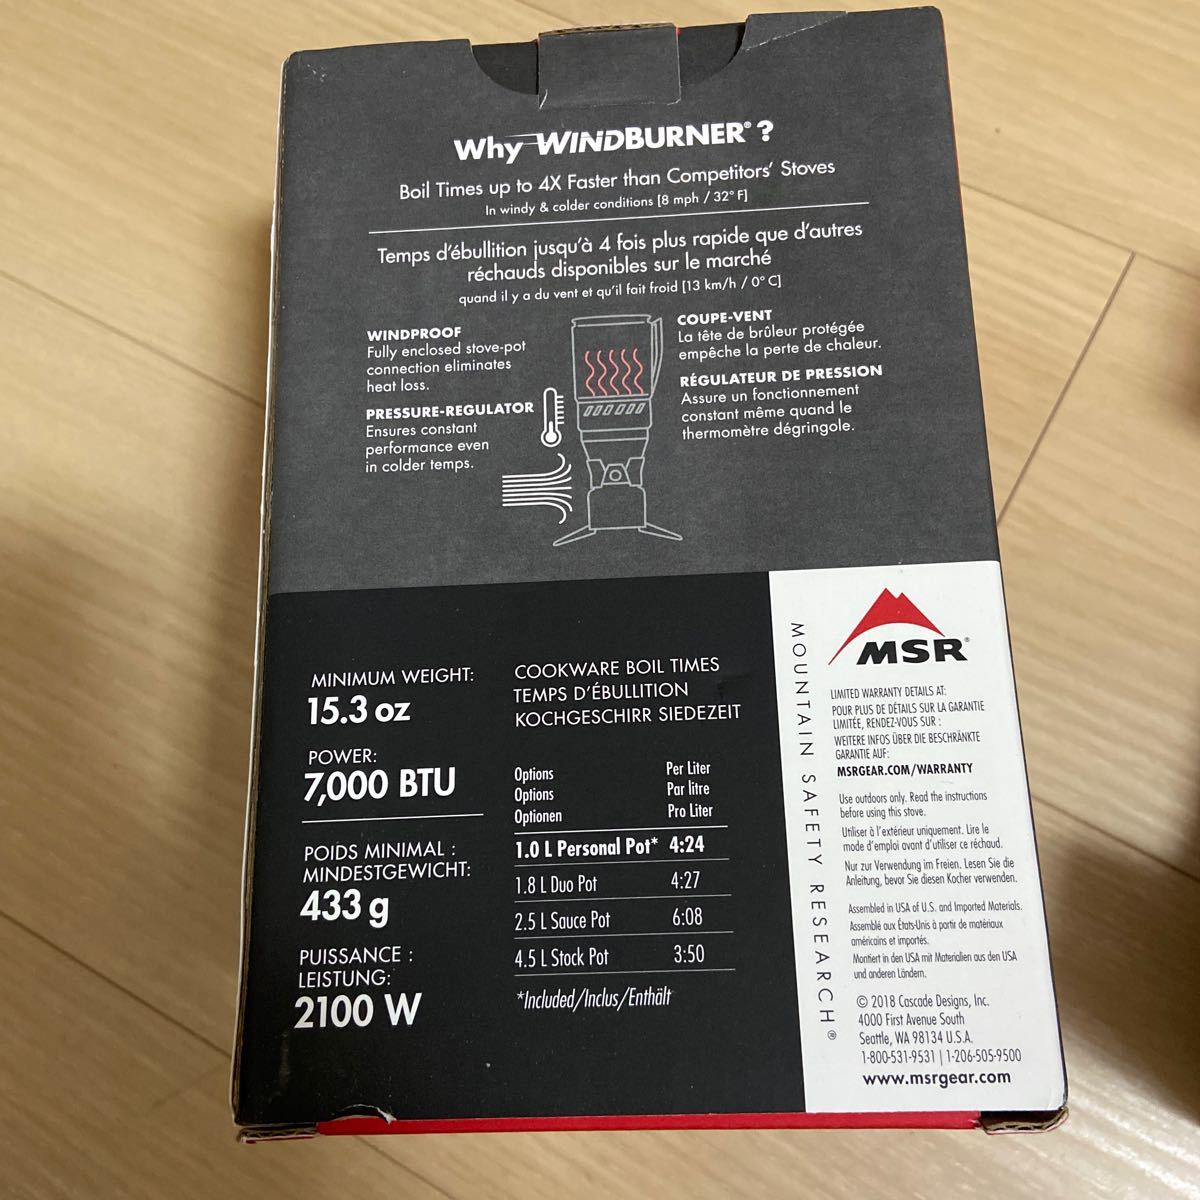 Why WINDBURNER®?
Boil Times up to 4X Faster than Competitors' Stoves
In windy & colder conditions [8 mph / 32° F]
Temps d'ébullition jusqu'à 4 fois plus rapide que d'autres
réchauds disponibles sur le marché
quand il y a du vent et qu'il fait froid [13 km/h / 0° C]
WINDPROOF
Fully enclosed stove-pot
connection eliminates
heat loss.
PRESSURE-REGULATOR
Ensures constant
performance even
in colder temps.
COUPE-VENT
La tête de brûleur protégée
empêche la perte de chaleur.
RÉGULATEUR DE PRESSION
Assure un fonctionnement
constant même quand le
thermomètre dégringole.
MINIMUM WEIGHT:
15.3 oz
POWER:
7,000 BTU
POIDS MINIMAL :
MINDESTGEWICHT:
433 g
PUISSANCE :
LEISTUNG:
2100 W
COOKWARE BOIL TIMES
TEMPS D'ÉBULLITION
KOCHGESCHIRR SIEDEZEIT
Options Per Liter
Options Par litre
Optionen Pro Liter
1.0 L Personal Pot* 4:24
1.8 L Duo Pot 4:27
2.5 L Sauce Pot 6:08
4.5 L Stock Pot 3:50
*Included/Inclus/Enthält
MOUNTAIN SAFETY RESEARCH®
MSR®
LIMITED WARRANTY DETAILS AT:
POUR PLUS DE DÉTAILS SUR LA GARANTIE
LIMITÉE, RENDEZ-VOUS SUR :
WEITERE INFOS ÜBER DIE BESCHRÄNKTE
GARANTIE AUF:
MSRGEAR.COM/WARRANTY
Use outdoors only. Read the instructions
before using this stove.
Utiliser à l'extérieur uniquement. Lire le
mode d'emploi avant d'utiliser ce réchaud.
Nur zur Verwendung im Freien. Lesen Sie die
Anleitung, bevor Sie diesen Kocher verwenden.
Assembled in USA of U.S. and Imported Materials.
Assemblé aux États-Unis à partir de matériaux
américains et importés.
Montiert in den USA mit Materialien aus den USA
und anderen Ländern.
© 2018 Cascade Designs, Inc.
4000 First Avenue South
Seattle, WA 98134 U.S.A.
1-800-531-9531 | 1-206-505-9500
www.msrgear.com